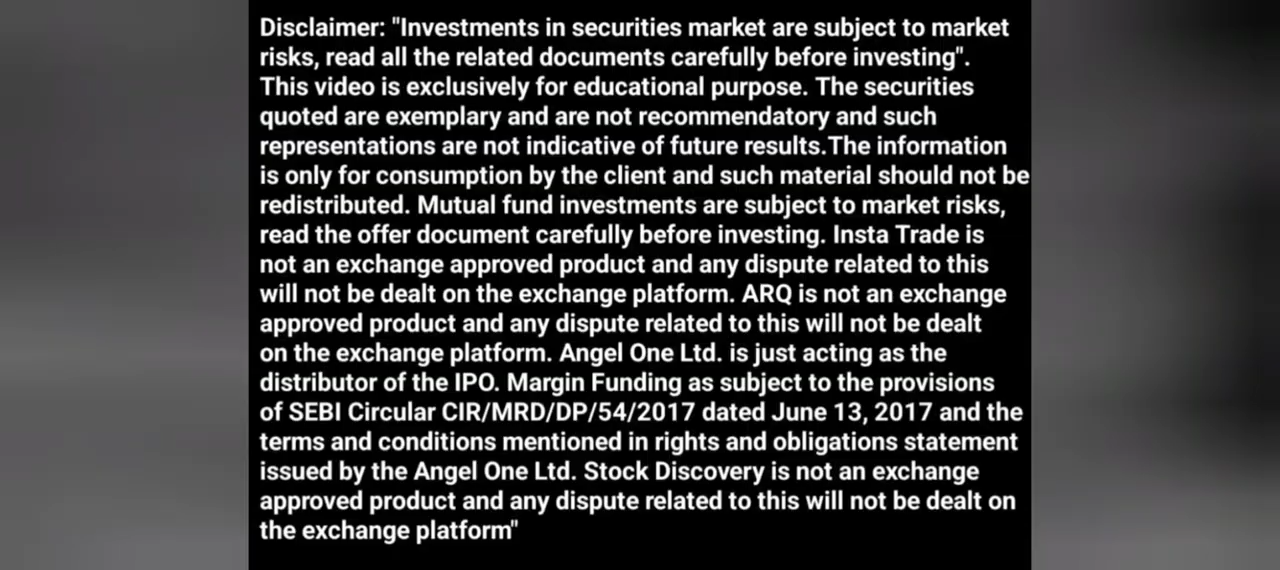 Disclaimer: "Investments in securities market are subject to market
risks, read all the related documents carefully before investing".
This video is exclusively for educational purpose. The securities
quoted are exemplary and are not recommendatory and such
representations are not indicative of future results.The information
is only for consumption by the client and such material should not be
redistributed. Mutual fund investments are subject to market risks,
read the offer document carefully before investing. Insta Trade is
not an exchange approved product and any dispute related to this
will not be dealt on the exchange platform. ARQ is not an exchange
approved product and any dispute related to this will not be dealt
on the exchange platform. Angel One Ltd. is just acting as the
distributor of the IPO. Margin Funding as subject to the provisions
of SEBI Circular CIR/MRD/DP/54/2017 dated June 13, 2017 and the
terms and conditions mentioned in rights and obligations statement
issued by the Angel One Ltd. Stock Discovery is not an exchange
approved product and any dispute related to this will not be dealt on
the exchange platform"